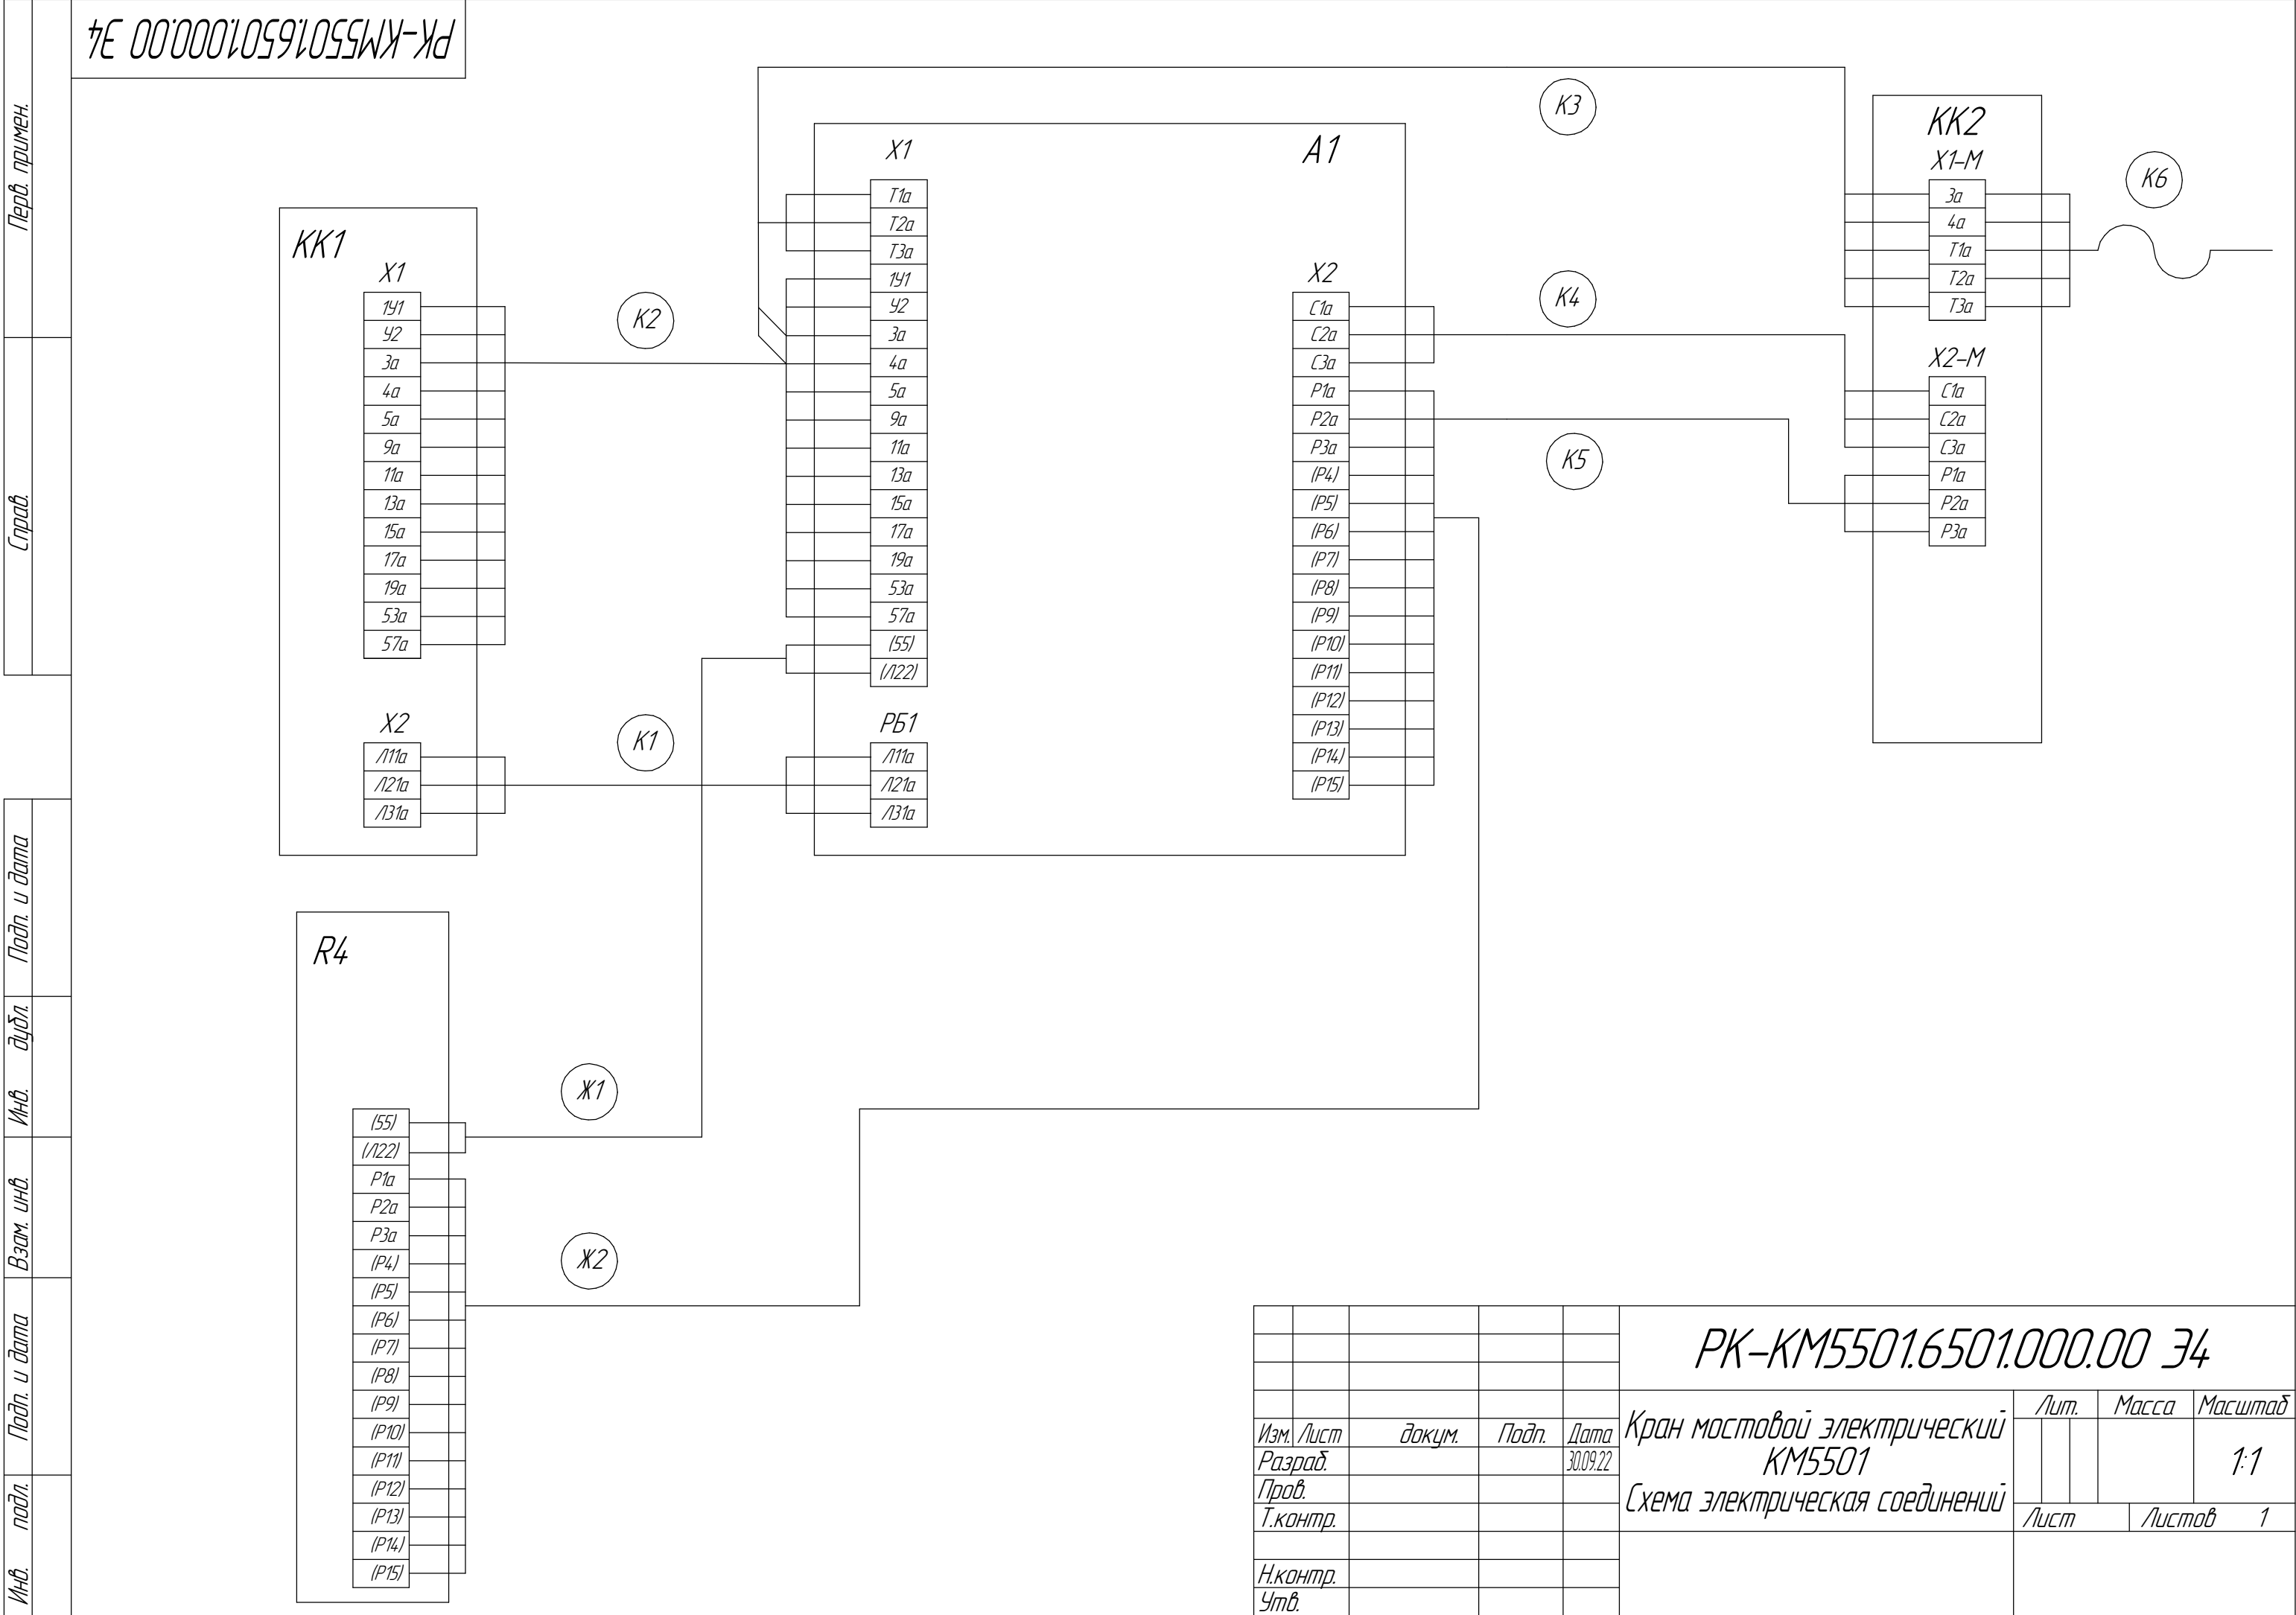 РК-КМ5501.6501.000.00 Э4
Перв. примен.
Справ.
Подп. и дата
Инв. дубл.
Взам. инв.
Подп. и дата
Инв. подл.
КК1
Х1
1У1
У2
3а
4а
5а
9а
11а
13а
15а
17а
19а
53а
57а
Х2
Л11а
Л21а
Л31а
К2
К1
А1
Х1
Т1а
Т2а
Т3а
1У1
У2
3а
4а
5а
9а
11а
13а
15а
17а
19а
53а
57а
(55)
(Л22)
РБ1
Л11а
Л21а
Л31а
Х2
С1а
С2а
С3а
Р1а
Р2а
Р3а
(Р4)
(Р5)
(Р6)
(Р7)
(Р8)
(Р9)
(Р10)
(Р11)
(Р12)
(Р13)
(Р14)
(Р15)
К3
К4
К5
КК2
Х1-М
3а
4а
Т1а
Т2а
Т3а
Х2-М
С1а
С2а
С3а
Р1а
Р2а
Р3а
К6
R4
(55)
(Л22)
Р1а
Р2а
Р3а
(Р4)
(Р5)
(Р6)
(Р7)
(Р8)
(Р9)
(Р10)
(Р11)
(Р12)
(Р13)
(Р14)
(Р15)
Ж1
Ж2
РК-КМ5501.6501.000.00 Э4
Изм. Лист докум. Подп. Дата
Разраб. 30.09.22
Пров.
Т.контр.
Н.контр.
Утв.
Кран мостовой электрический
КМ5501
Схема электрическая соединений
Лит. Масса Масштаб
1:1
Лист Листов 1